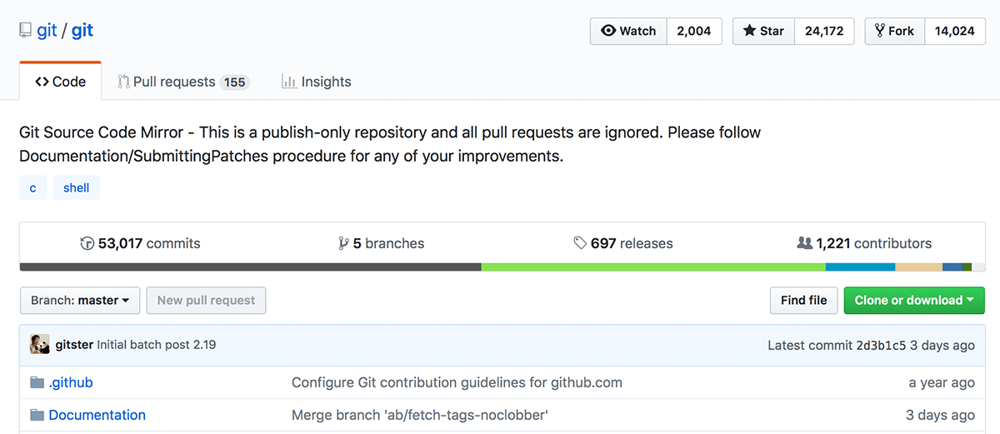 git / git Watch 2,004 Star 24,172 Fork 14,024
Code Pull requests 155 Insights
Git Source Code Mirror - This is a publish-only repository and all pull requests are ignored. Please follow
Documentation/SubmittingPatches procedure for any of your improvements.
c shell
53,017 commits 5 branches 697 releases 1,221 contributors
Branch: master New pull request Find file Clone or download
gitster Initial batch post 2.19 Latest commit 2d3b1c5 3 days ago
.github Configure Git contribution guidelines for github.com a year ago
Documentation Merge branch 'ab/fetch-tags-noclobber' 3 days ago